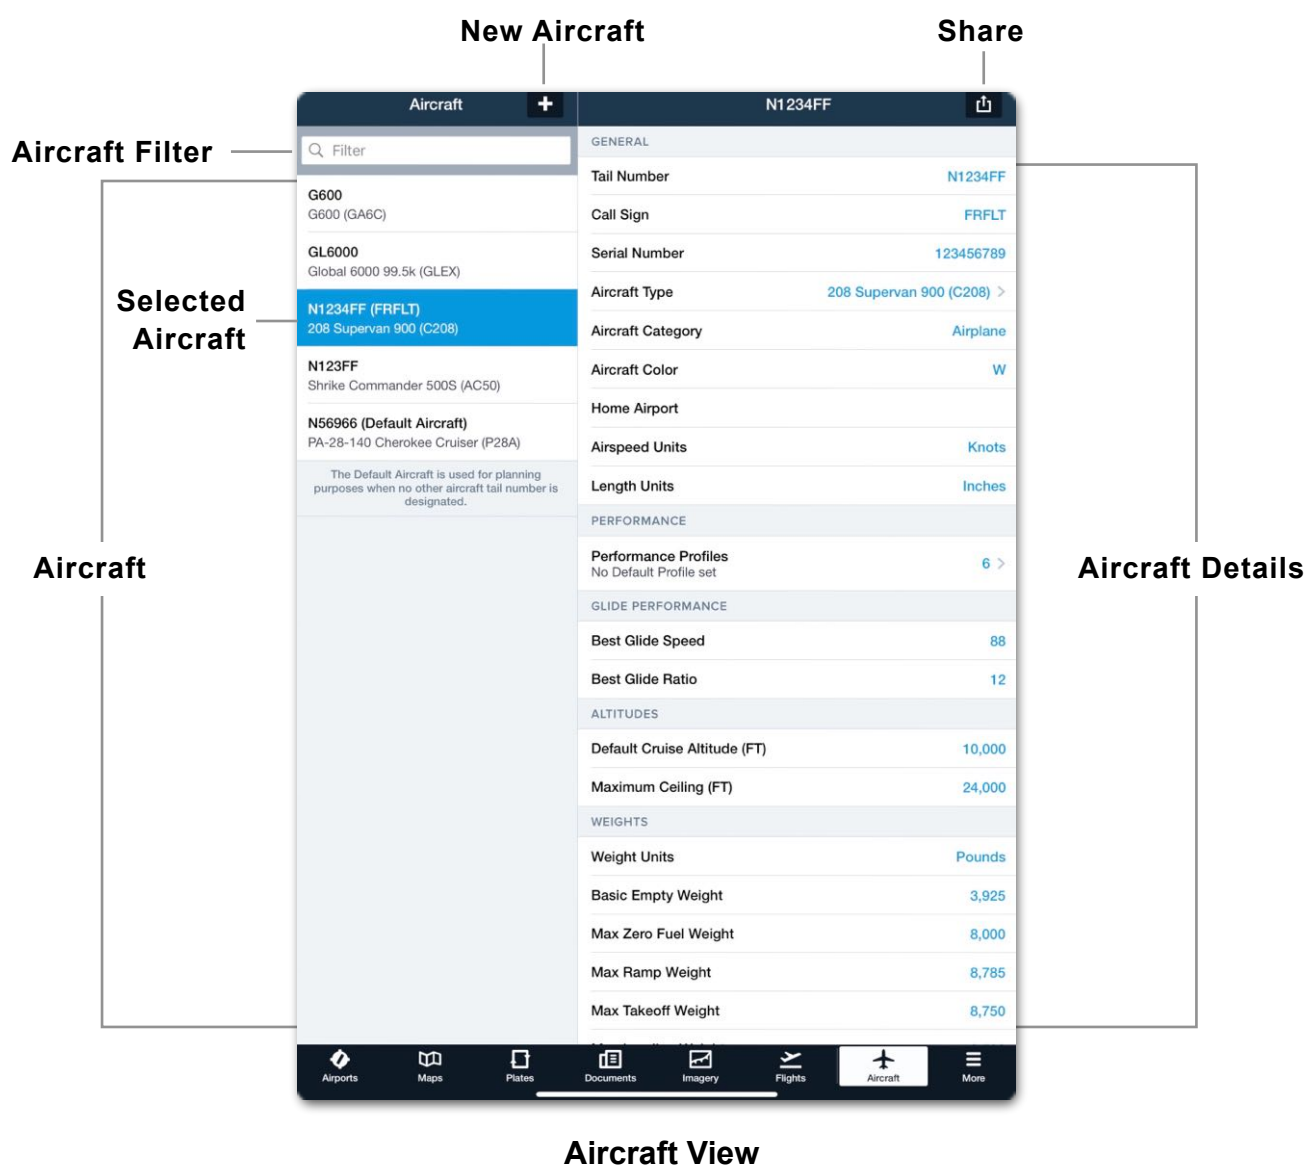 New Aircraft
Share
Aircraft
N1234FF
Aircraft Filter
Filter
G600
G600 (GA6C)
GL6000
Global 6000 99.5k (GLEX)
Selected
Aircraft
N1234FF (FRFLT)
208 Supervan 900 (C208)
N123FF
Shrike Commander 500S (AC50)
N56966 (Default Aircraft)
PA-28-140 Cherokee Cruiser (P28A)
The Default Aircraft is used for planning
purposes when no other aircraft tail number is
designated.
Aircraft
GENERAL
Tail Number N1234FF
Call Sign FRFLT
Serial Number 123456789
Aircraft Type 208 Supervan 900 (C208) >
Aircraft Category Airplane
Aircraft Color W
Home Airport
Airspeed Units Knots
Length Units Inches
PERFORMANCE
Performance Profiles 6 >
No Default Profile set
GLIDE PERFORMANCE
Best Glide Speed 88
Best Glide Ratio 12
ALTITUDES
Default Cruise Altitude (FT) 10,000
Maximum Ceiling (FT) 24,000
WEIGHTS
Weight Units Pounds
Basic Empty Weight 3,925
Max Zero Fuel Weight 8,000
Max Ramp Weight 8,785
Max Takeoff Weight 8,750
Aircraft Details
Airports Maps Plates Documents Imagery Flights Aircraft More
Aircraft View